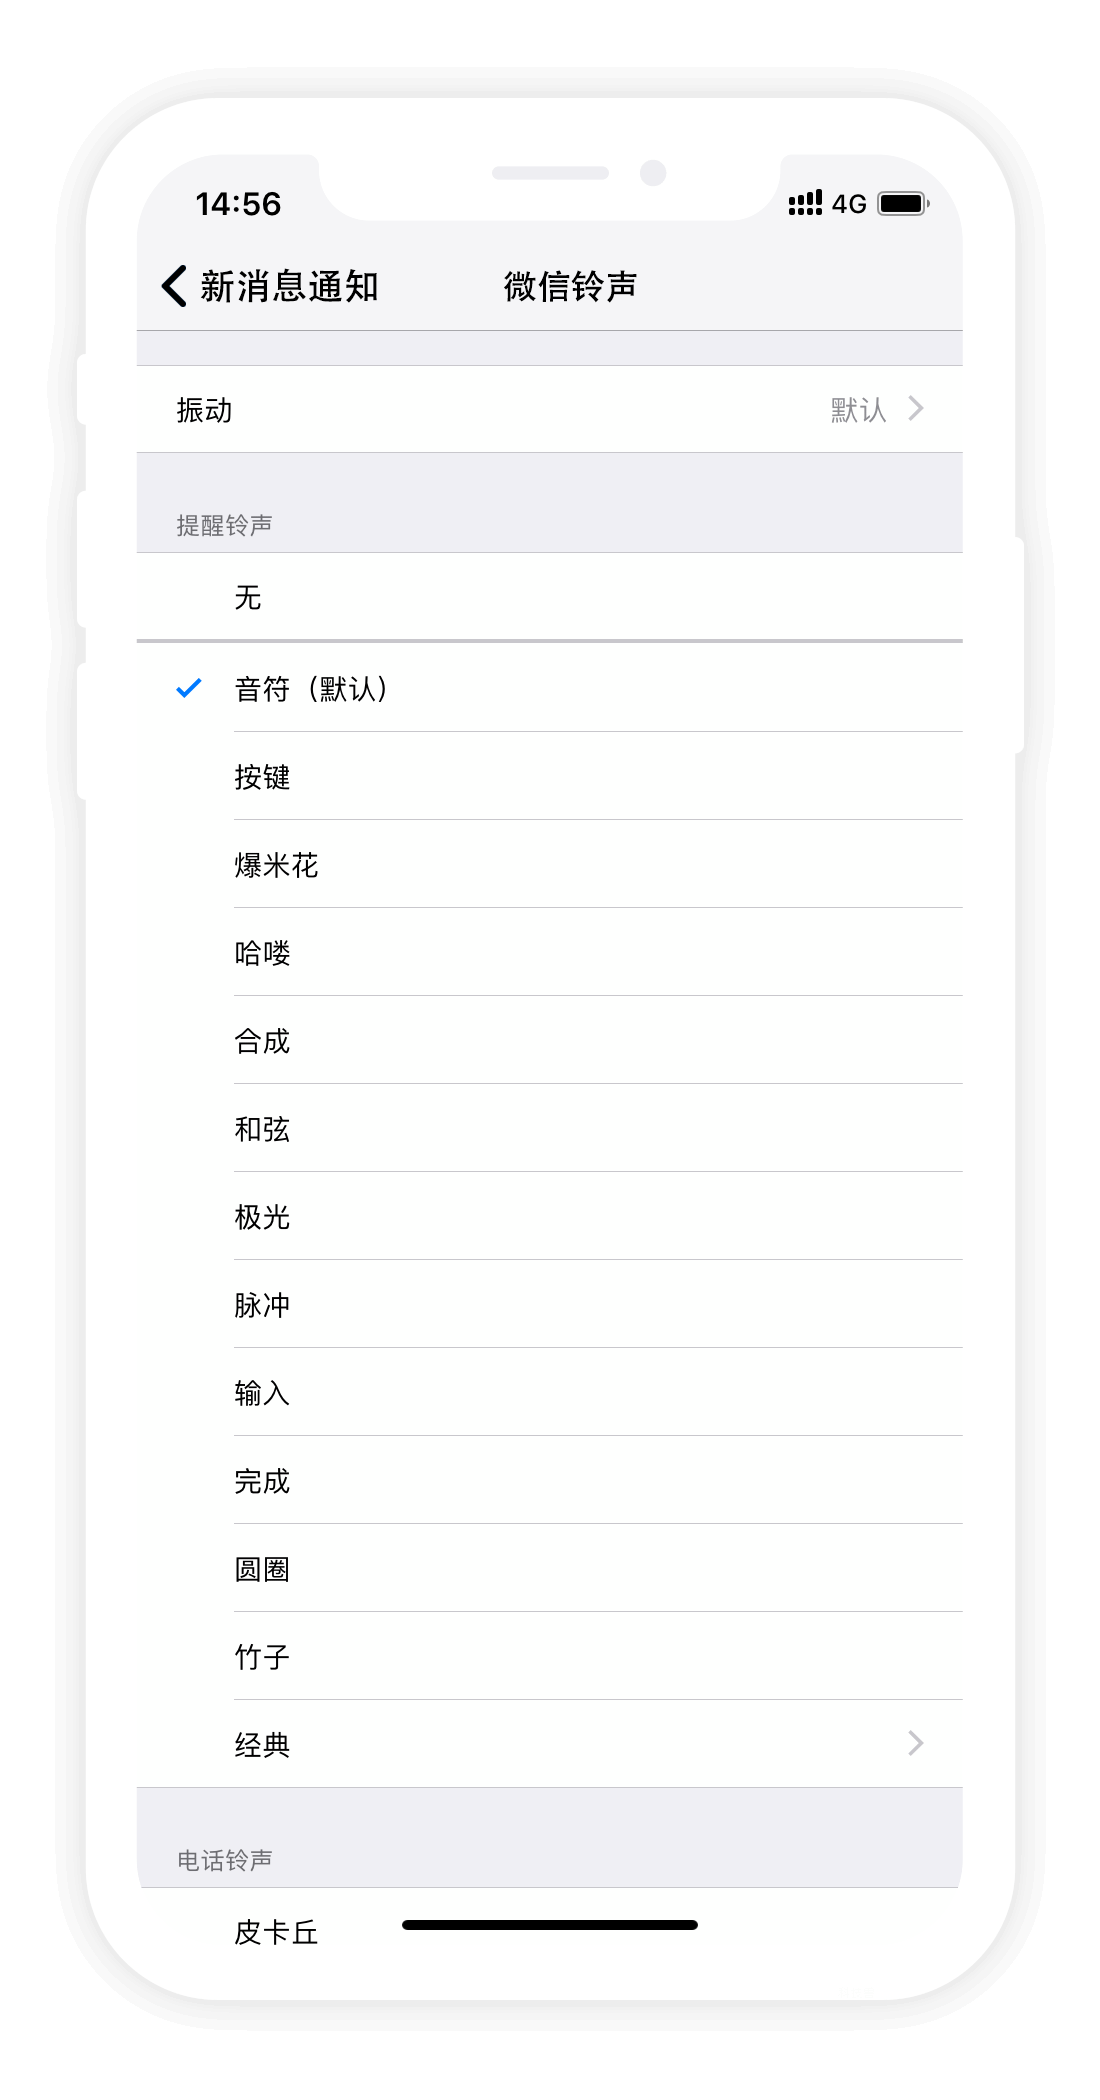 14:56 4G
新消息通知 微信铃声
振动 默认
提醒铃声
无
音符（默认）
按键
爆米花
哈喽
合成
和弦
极光
脉冲
输入
完成
圆圈
竹子
经典
电话铃声
皮卡丘